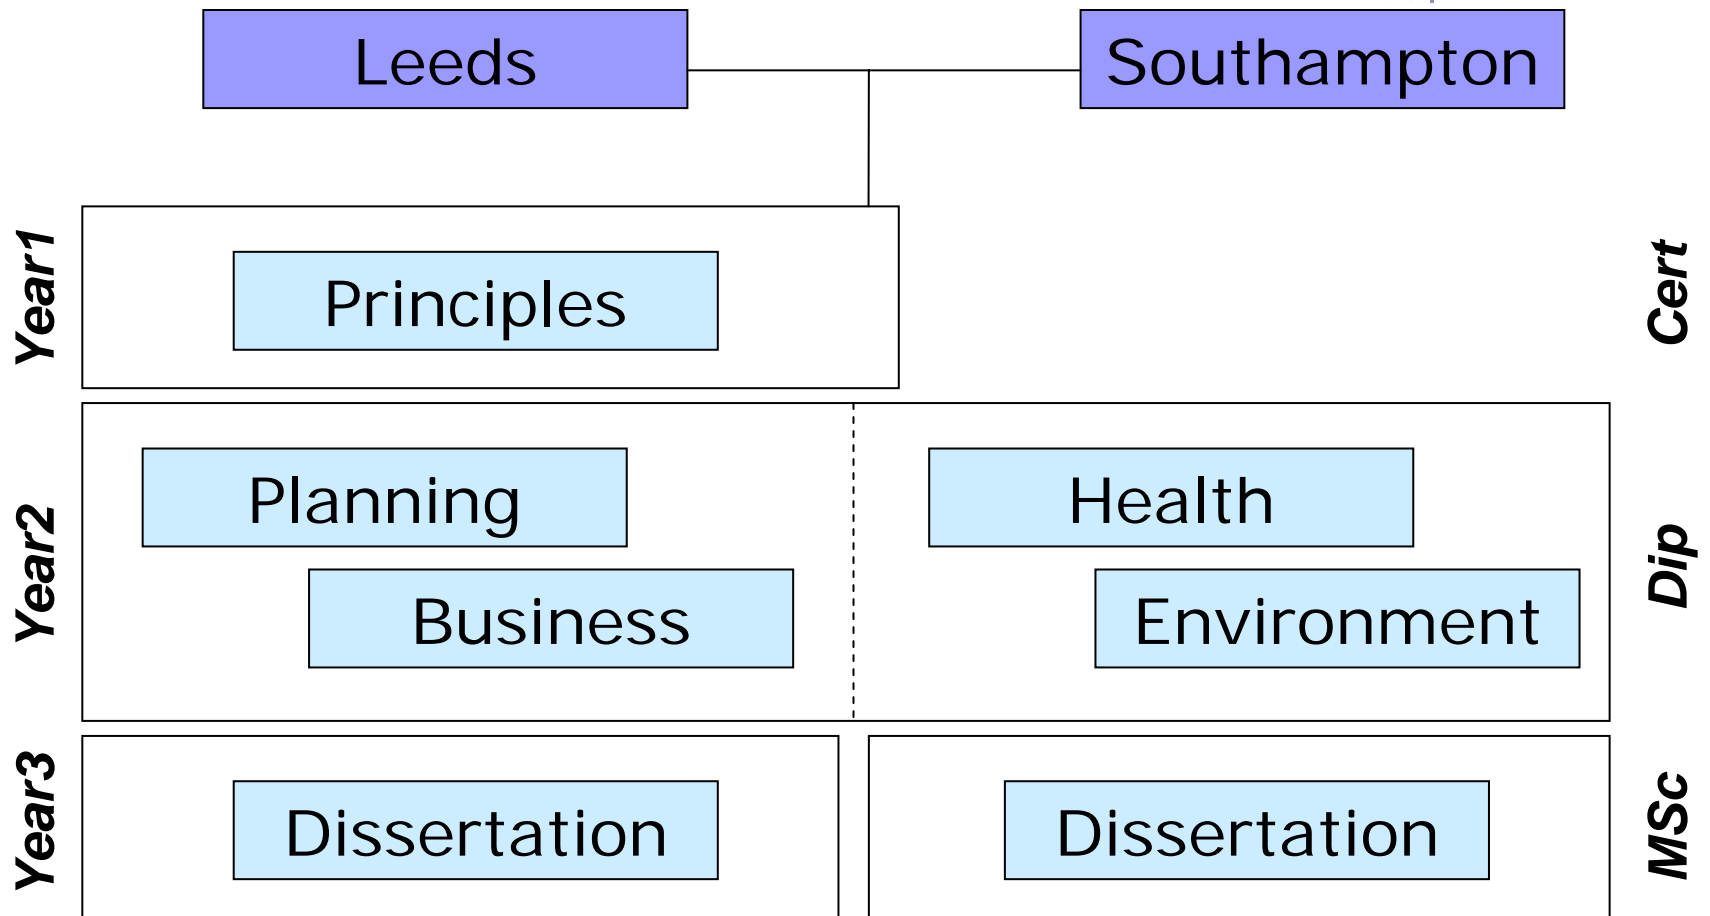 Leeds
Southampton
Year1
Principles
Cert
Year2
Planning
Health
Business
Environment
Dip
Year3
Dissertation
Dissertation
MSc